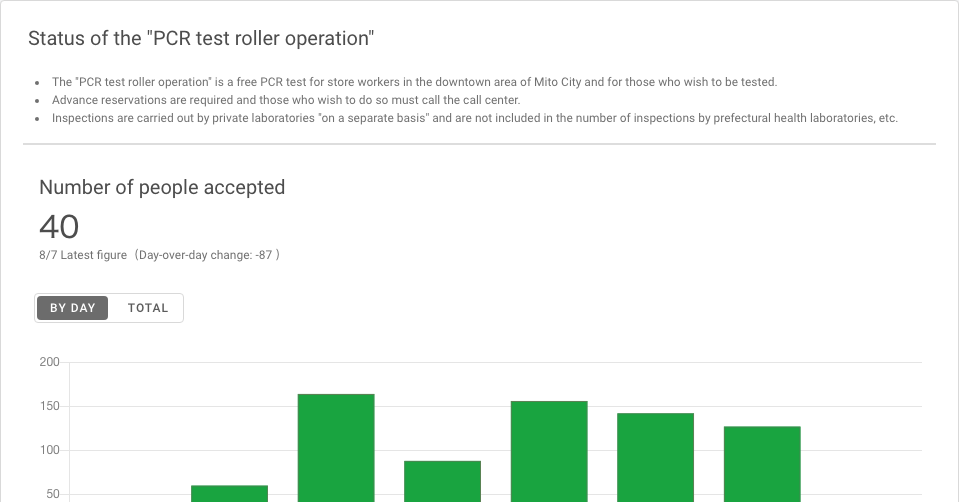 Status of the "PCR test roller operation"
The "PCR test roller operation" is a free PCR test for store workers in the downtown area of Mito City and for those who wish to be tested.
Advance reservations are required and those who wish to do so must call the call center.
Inspections are carried out by private laboratories "on a separate basis" and are not included in the number of inspections by prefectural health laboratories, etc.
Number of people accepted
40
8/7 Latest figure（Day-over-day change: -87 ）
BY DAY TOTAL
200
150
100
50